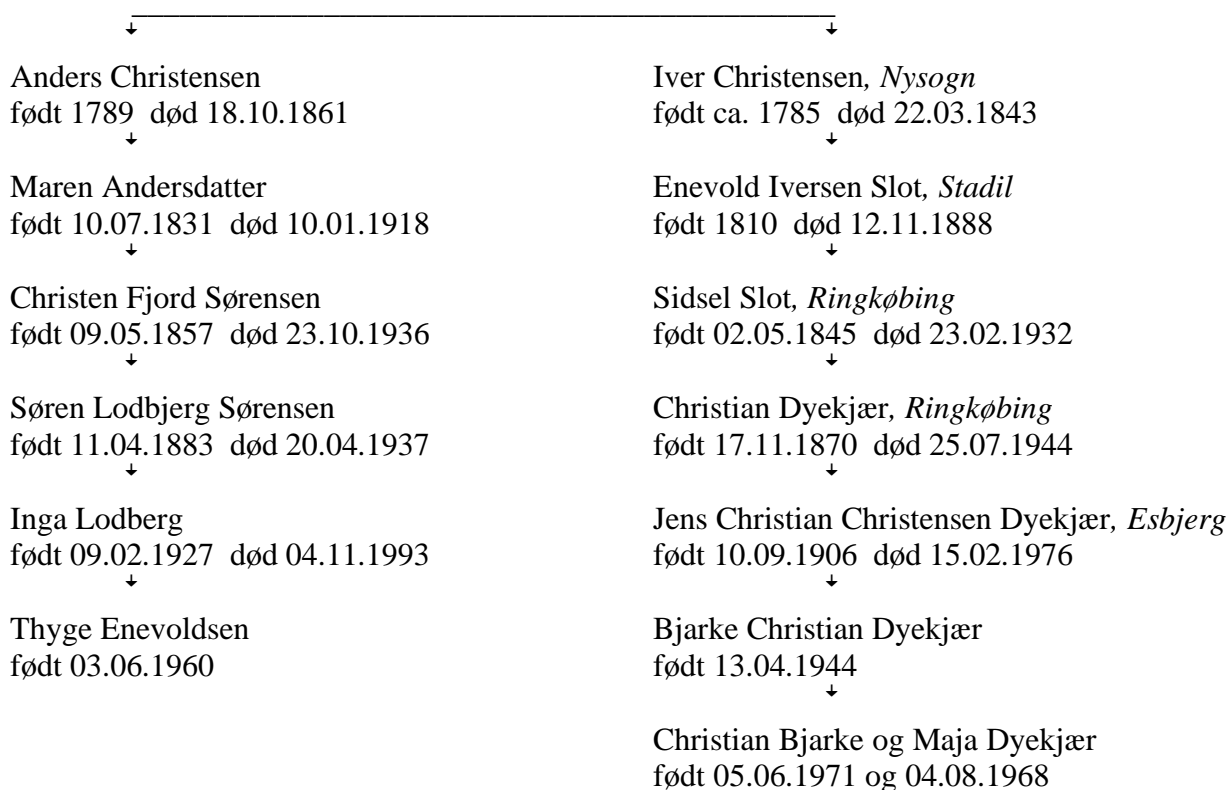 Anders Christensen
født 1789 død 18.10.1861
Maren Andersdatter
født 10.07.1831 død 10.01.1918
Christen Fjord Sørensen
født 09.05.1857 død 23.10.1936
Søren Lodbjerg Sørensen
født 11.04.1883 død 20.04.1937
Inga Lodberg
født 09.02.1927 død 04.11.1993
Thyge Enevoldsen
født 03.06.1960
Iver Christensen, Nysogn
født ca. 1785 død 22.03.1843
Enevold Iversen Slot, Stadil
født 1810 død 12.11.1888
Sidsel Slot, Ringkøbing
født 02.05.1845 død 23.02.1932
Christian Dyekjær, Ringkøbing
født 17.11.1870 død 25.07.1944
Jens Christian Christensen Dyekjær, Esbjerg
født 10.09.1906 død 15.02.1976
Bjarke Christian Dyekjær
født 13.04.1944
Christian Bjarke og Maja Dyekjær
født 05.06.1971 og 04.08.1968